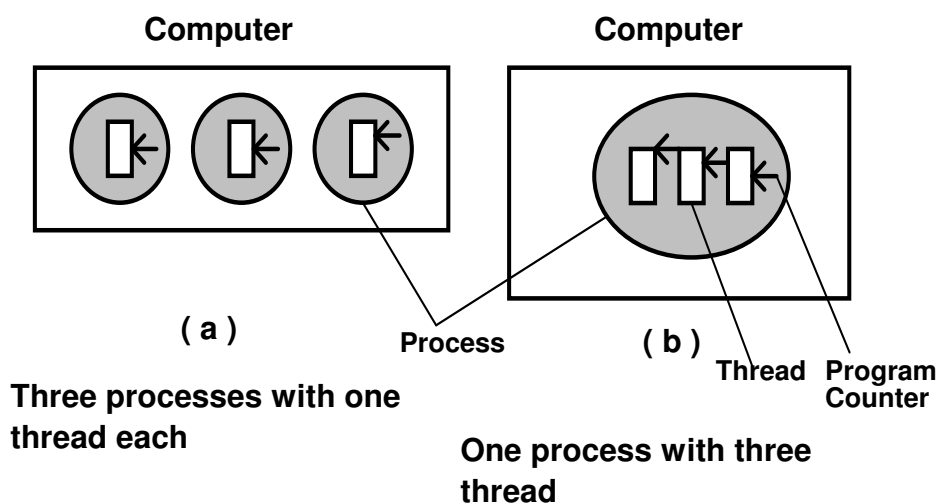 Computer
Computer
( a )
Process
( b )
Thread
Program
Counter
Three processes with one
thread each
One process with three
thread